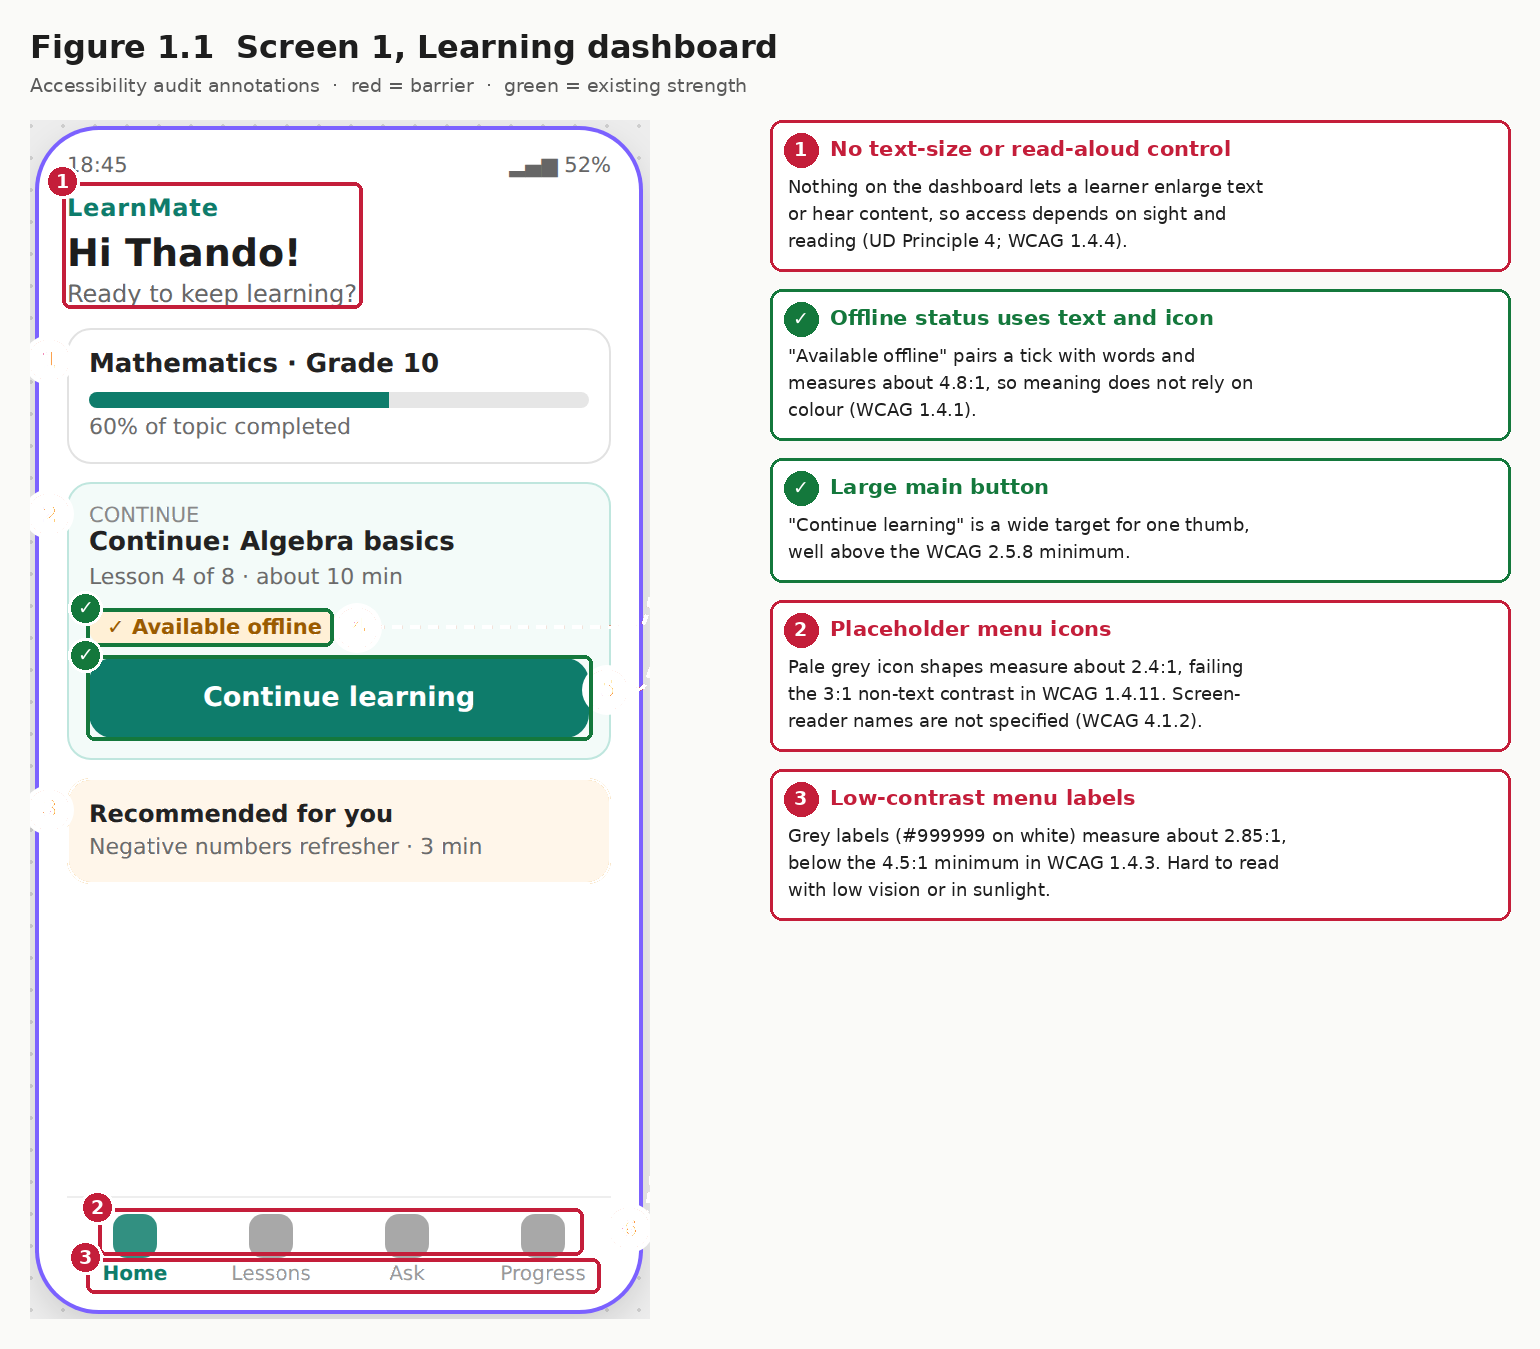 Figure 1.1 Screen 1, Learning dashboard
Accessibility audit annotations · red = barrier · green = existing strength
18:45 52%
1
LearnMate
Hi Thando!
Ready to keep learning?
Mathematics · Grade 10
60% of topic completed
CONTINUE
Continue: Algebra basics
Lesson 4 of 8 · about 10 min
✓
✓ Available offline
✓
Continue learning
Recommended for you
Negative numbers refresher · 3 min
2
3
Home Lessons Ask Progress
1 No text-size or read-aloud control
Nothing on the dashboard lets a learner enlarge text
or hear content, so access depends on sight and
reading (UD Principle 4; WCAG 1.4.4).
✓ Offline status uses text and icon
"Available offline" pairs a tick with words and
measures about 4.8:1, so meaning does not rely on
colour (WCAG 1.4.1).
✓ Large main button
"Continue learning" is a wide target for one thumb,
well above the WCAG 2.5.8 minimum.
2 Placeholder menu icons
Pale grey icon shapes measure about 2.4:1, failing
the 3:1 non-text contrast in WCAG 1.4.11. Screen-
reader names are not specified (WCAG 4.1.2).
3 Low-contrast menu labels
Grey labels (#999999 on white) measure about 2.85:1,
below the 4.5:1 minimum in WCAG 1.4.3. Hard to read
with low vision or in sunlight.